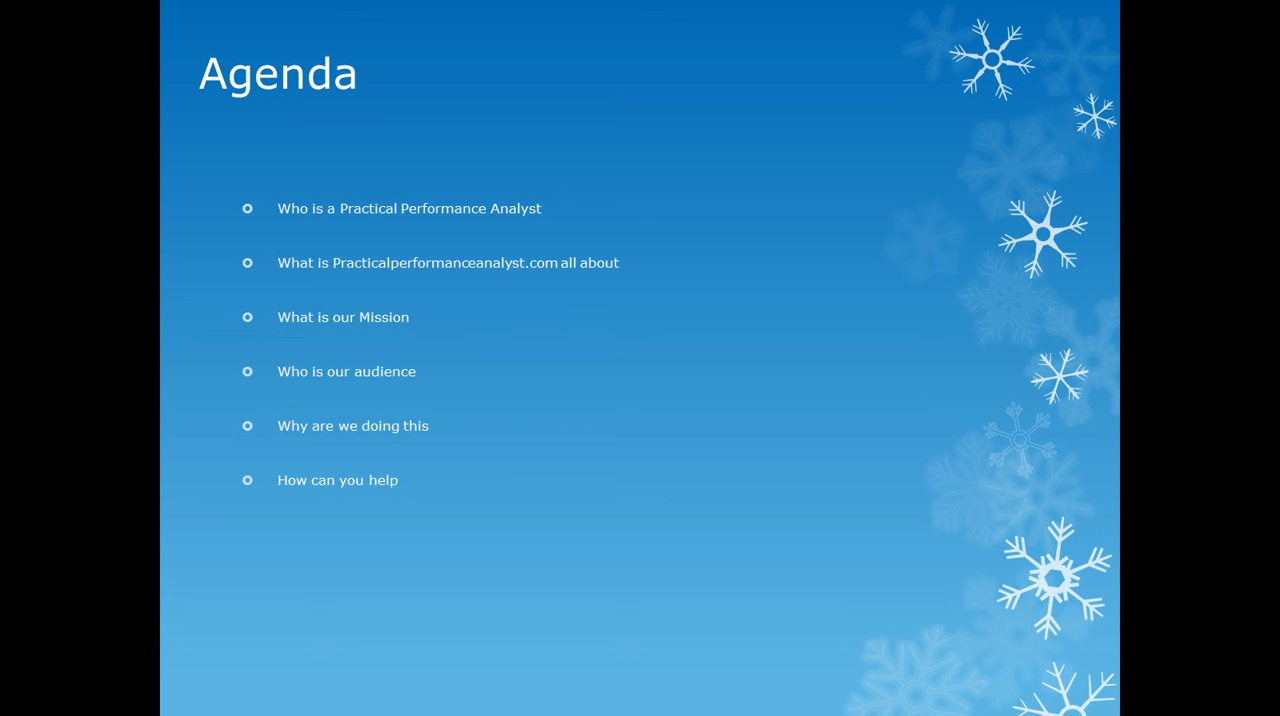 Agenda
Who is a Practical Performance Analyst
What is Practicalperformanceanalyst.com all about
What is our Mission
Who is our audience
Why are we doing this
How can you help